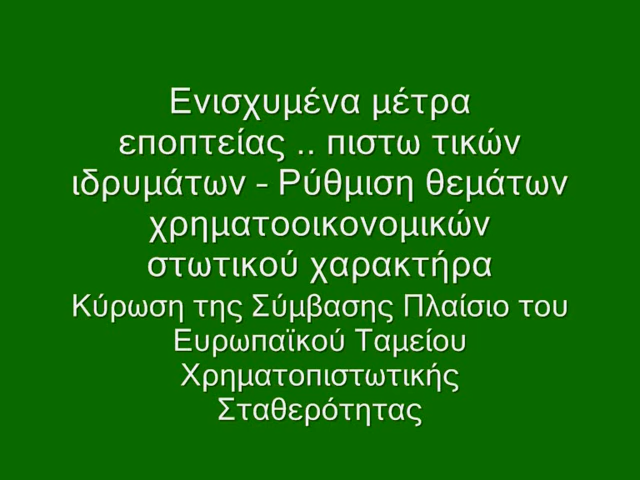 Ενισχυμένα μέτρα
εποπτείας .. πιστω τικών
ιδρυμάτων – Ρύθμιση θεμάτων
χρηματοοικονομικών
στωτικού χαρακτήρα
Κύρωση της Σύμβασης Πλαίσιο του
Ευρωπαϊκού Ταμείου
Χρηματοπιστωτικής
Σταθερότητας